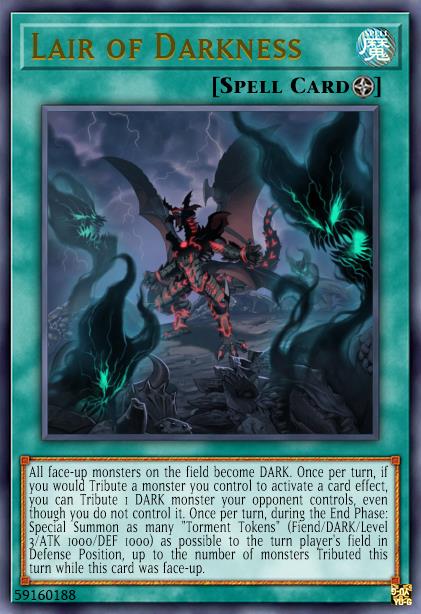 LAIR OF DARKNESS
SPELL
魔
[SPELL CARD]
All face-up monsters on the field become DARK. Once per turn, if
you would Tribute a monster you control to activate a card effect,
you can Tribute 1 DARK monster your opponent controls, even
though you do not control it. Once per turn, during the End Phase:
Special Summon as many "Torment Tokens" (Fiend/DARK/Level
3/ATK 1000/DEF 1000) as possible to the turn player's field in
Defense Position, up to the number of monsters Tributed this
turn while this card was face-up.
59160188